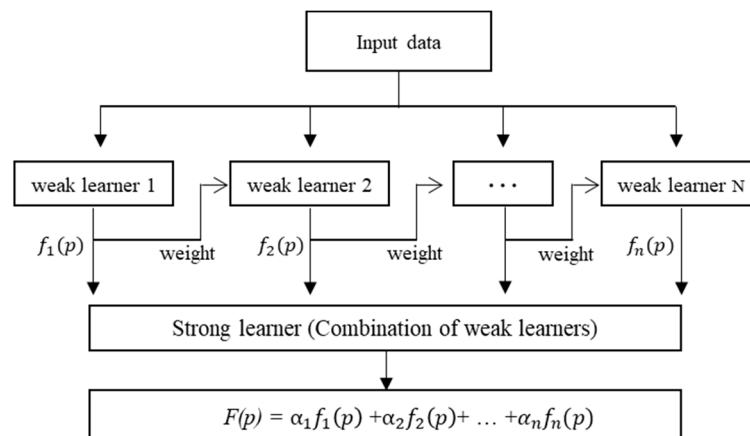 Input data
weak learner 1
weak learner 2
...
weak learner N
f₁(p)
weight
f₂(p)
weight
weight
fₙ(p)
Strong learner (Combination of weak learners)
F(p) = α₁f₁(p) +α₂f₂(p)+ … +αₙfₙ(p)